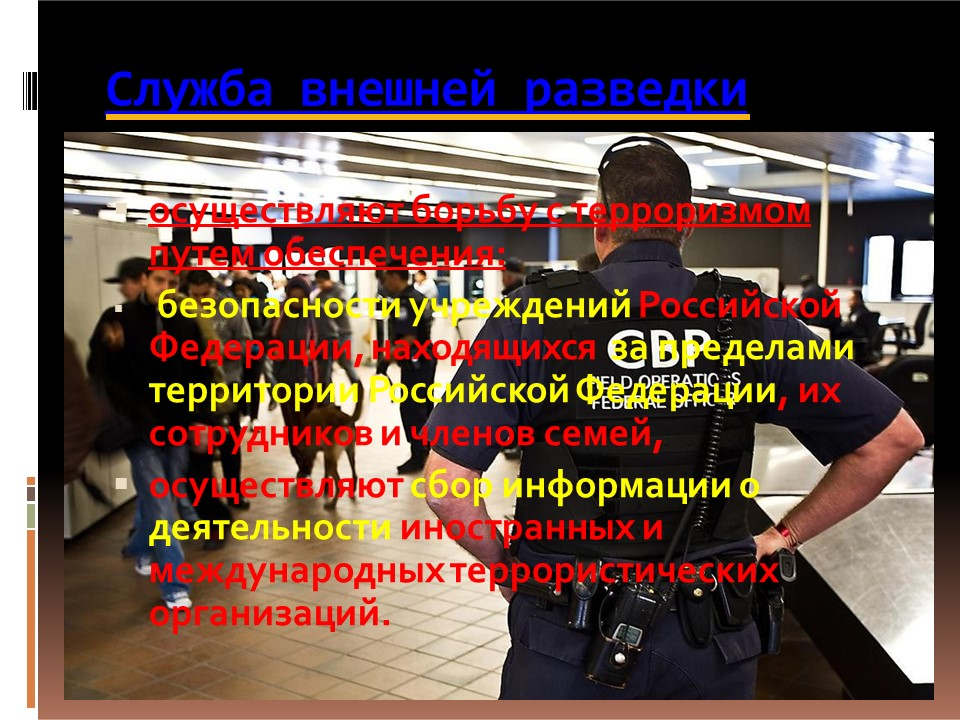 Служба внешней разведки
осуществляют борьбу с терроризмом
путем обеспечения:
безопасности учреждений Российской
Федерации, находящихся за пределами
территории Российской Федерации, их
сотрудников и членов семей,
осуществляют сбор информации о
деятельности иностранных и
международных террористических
организаций.
CBP
FIELD OPERATIONS
FEDERAL OFFICER